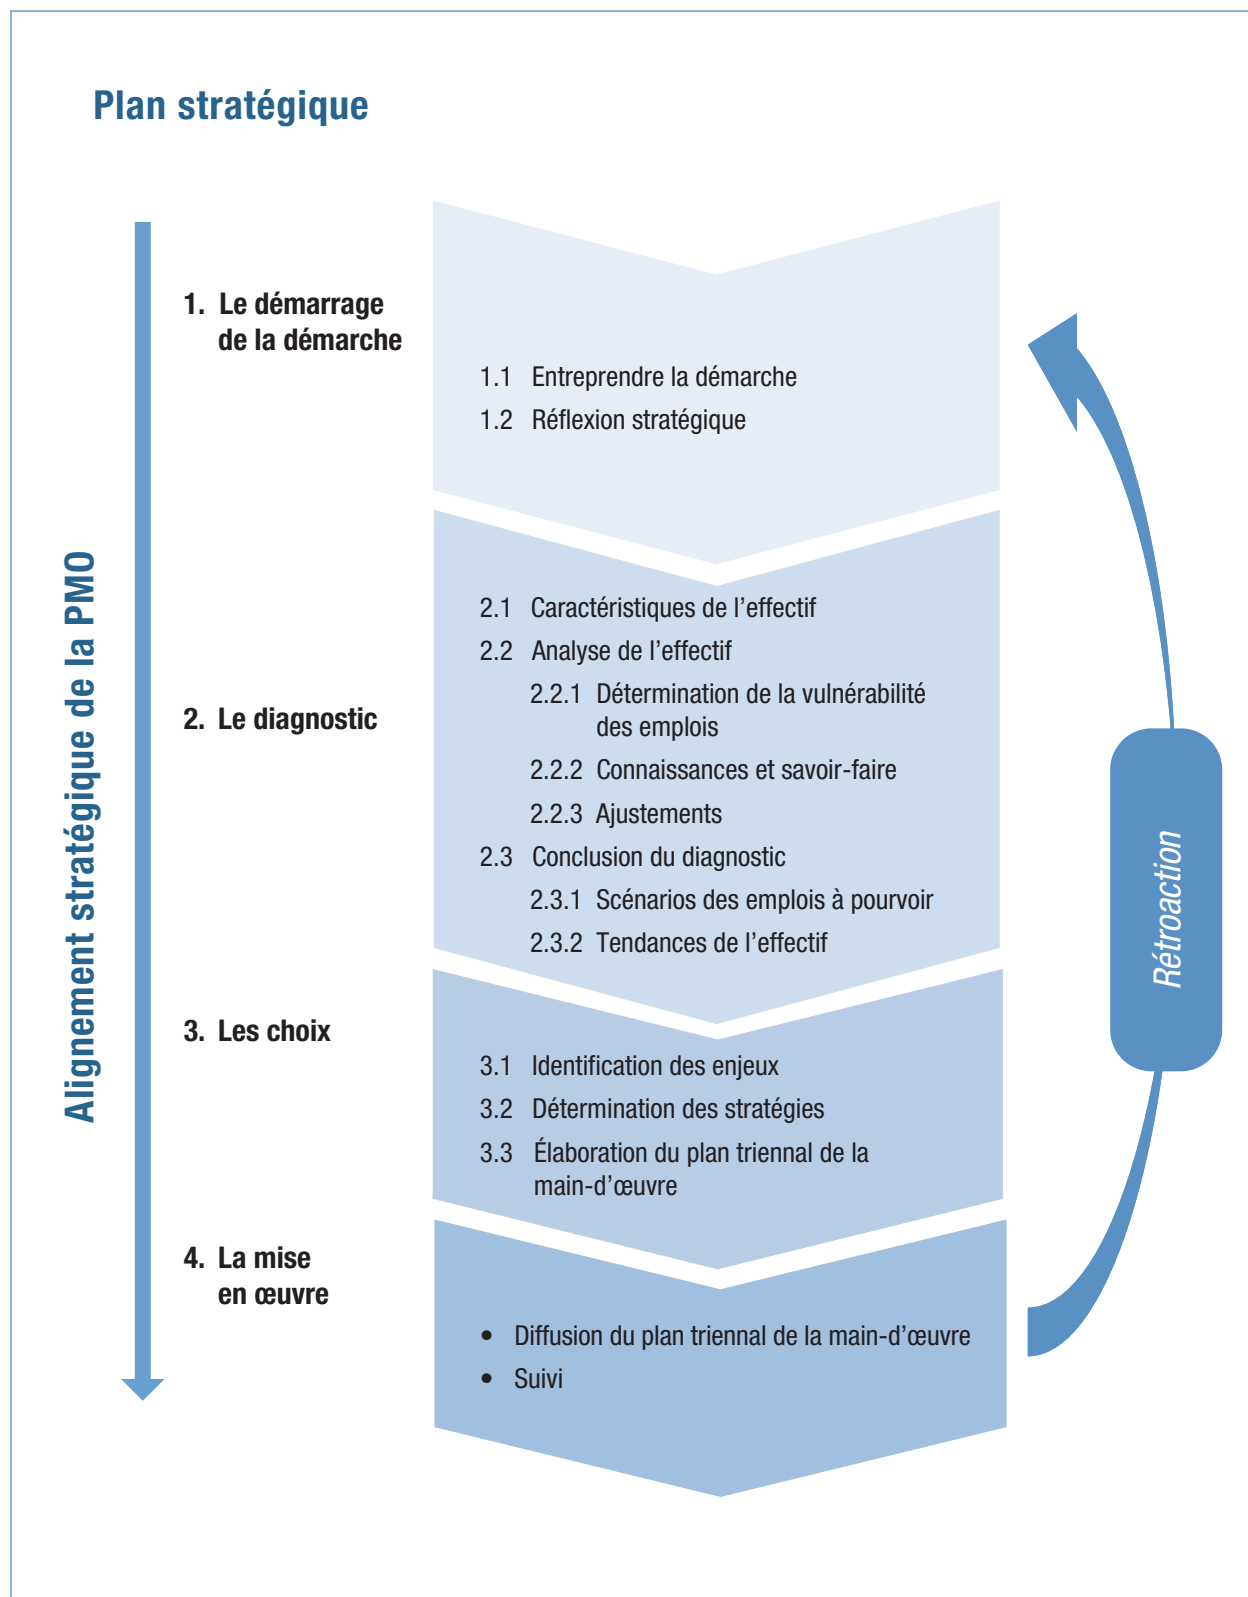 Plan stratégique
Alignement stratégique de la PMO
1. Le démarrage
de la démarche
1.1 Entreprendre la démarche
1.2 Réflexion stratégique
2. Le diagnostic
2.1 Caractéristiques de l’effectif
2.2 Analyse de l’effectif
2.2.1 Détermination de la vulnérabilité
des emplois
2.2.2 Connaissances et savoir-faire
2.2.3 Ajustements
2.3 Conclusion du diagnostic
2.3.1 Scénarios des emplois à pourvoir
2.3.2 Tendances de l’effectif
3. Les choix
3.1 Identification des enjeux
3.2 Détermination des stratégies
3.3 Élaboration du plan triennal de la
main-d’œuvre
4. La mise
en œuvre
• Diffusion du plan triennal de la main-d’œuvre
• Suivi
Rétroaction